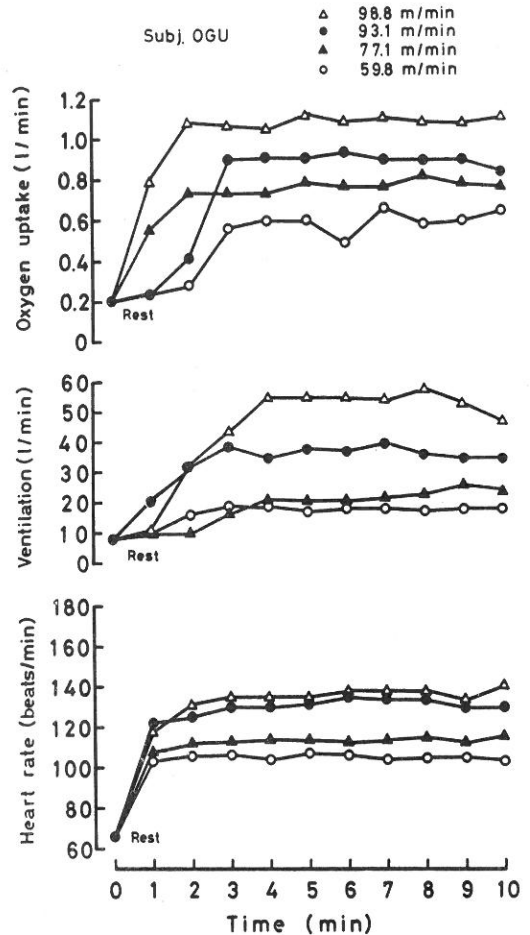 Subj. OGU
△ 98.8 m/min
● 93.1 m/min
▲ 77.1 m/min
○ 59.8 m/min
Oxygen uptake (l/min)
1.2
1.0
0.8
0.6
0.4
0.2
0
Rest
Ventilation (l/min)
60
50
40
30
20
10
0
Rest
Heart rate (beats/min)
180
160
140
120
100
80
60
Rest
0 1 2 3 4 5 6 7 8 9 10
Time (min)